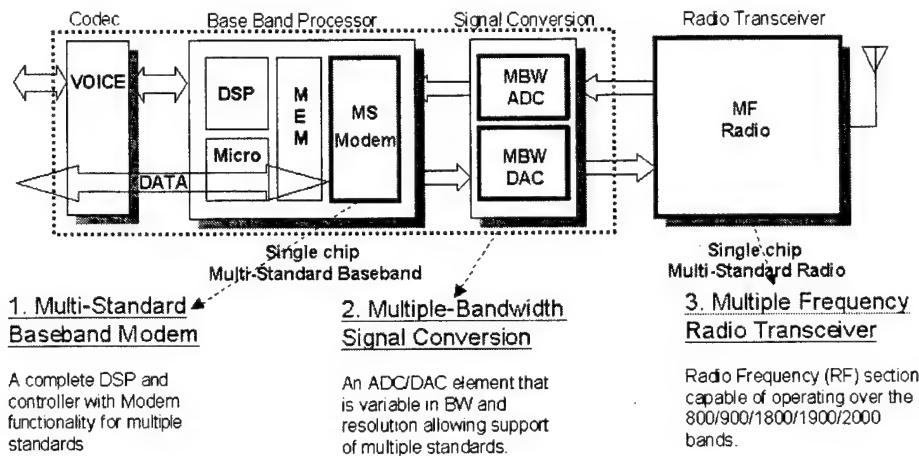 Codec
Base Band Processor
Signal Conversion
Radio Transceiver
VOICE
DSP
Micro
M
E
M
MS
Modem
DATA
MBW
ADC
MBW
DAC
MF
Radio
Single chip
Multi-Standard Baseband
Single chip
Multi-Standard Radio
1. Multi-Standard
Baseband Modem
A complete DSP and
controller with Modem
functionality for multiple
standards
2. Multiple-Bandwidth
Signal Conversion
An ADC/DAC element that
is variable in BW and
resolution allowing support
of multiple standards.
3. Multiple Frequency
Radio Transceiver
Radio Frequency (RF) section
capable of operating over the
800/900/1800/1900/2000
bands.